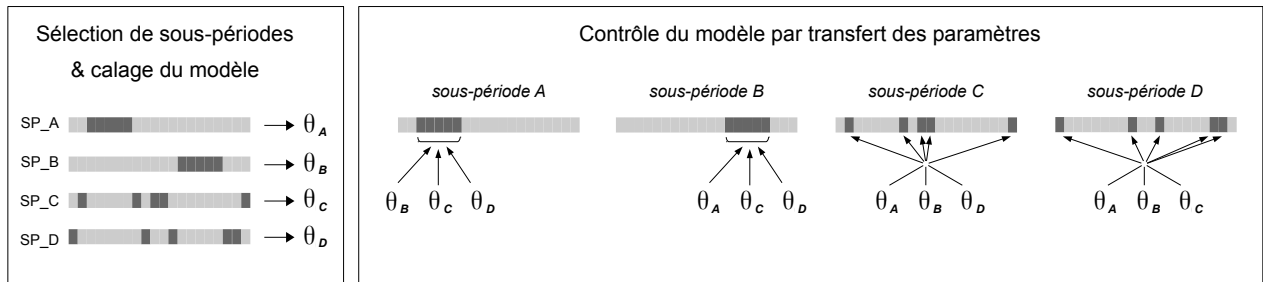 Sélection de sous-périodes
& calage du modèle
SP_A
θA
SP_B
θB
SP_C
θC
SP_D
θD
Contrôle du modèle par transfert des paramètres
sous-période A
sous-période B
sous-période C
sous-période D
θB θC θD
θA θC θD
θA θB θD
θA θB θC